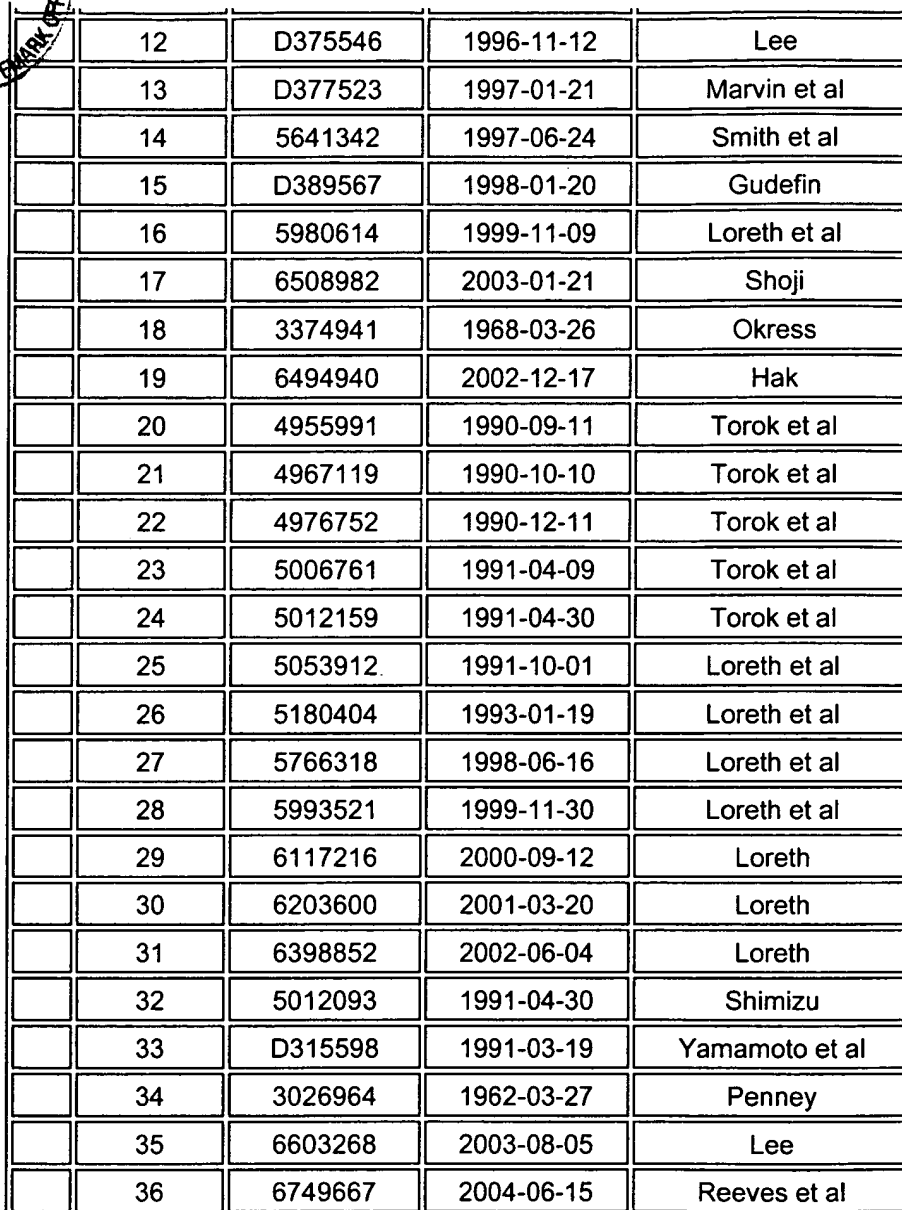 EMARK OFF
12 D375546 1996-11-12 Lee
13 D377523 1997-01-21 Marvin et al
14 5641342 1997-06-24 Smith et al
15 D389567 1998-01-20 Gudefin
16 5980614 1999-11-09 Loreth et al
17 6508982 2003-01-21 Shoji
18 3374941 1968-03-26 Okress
19 6494940 2002-12-17 Hak
20 4955991 1990-09-11 Torok et al
21 4967119 1990-10-10 Torok et al
22 4976752 1990-12-11 Torok et al
23 5006761 1991-04-09 Torok et al
24 5012159 1991-04-30 Torok et al
25 5053912 1991-10-01 Loreth et al
26 5180404 1993-01-19 Loreth et al
27 5766318 1998-06-16 Loreth et al
28 5993521 1999-11-30 Loreth et al
29 6117216 2000-09-12 Loreth
30 6203600 2001-03-20 Loreth
31 6398852 2002-06-04 Loreth
32 5012093 1991-04-30 Shimizu
33 D315598 1991-03-19 Yamamoto et al
34 3026964 1962-03-27 Penney
35 6603268 2003-08-05 Lee
36 6749667 2004-06-15 Reeves et al